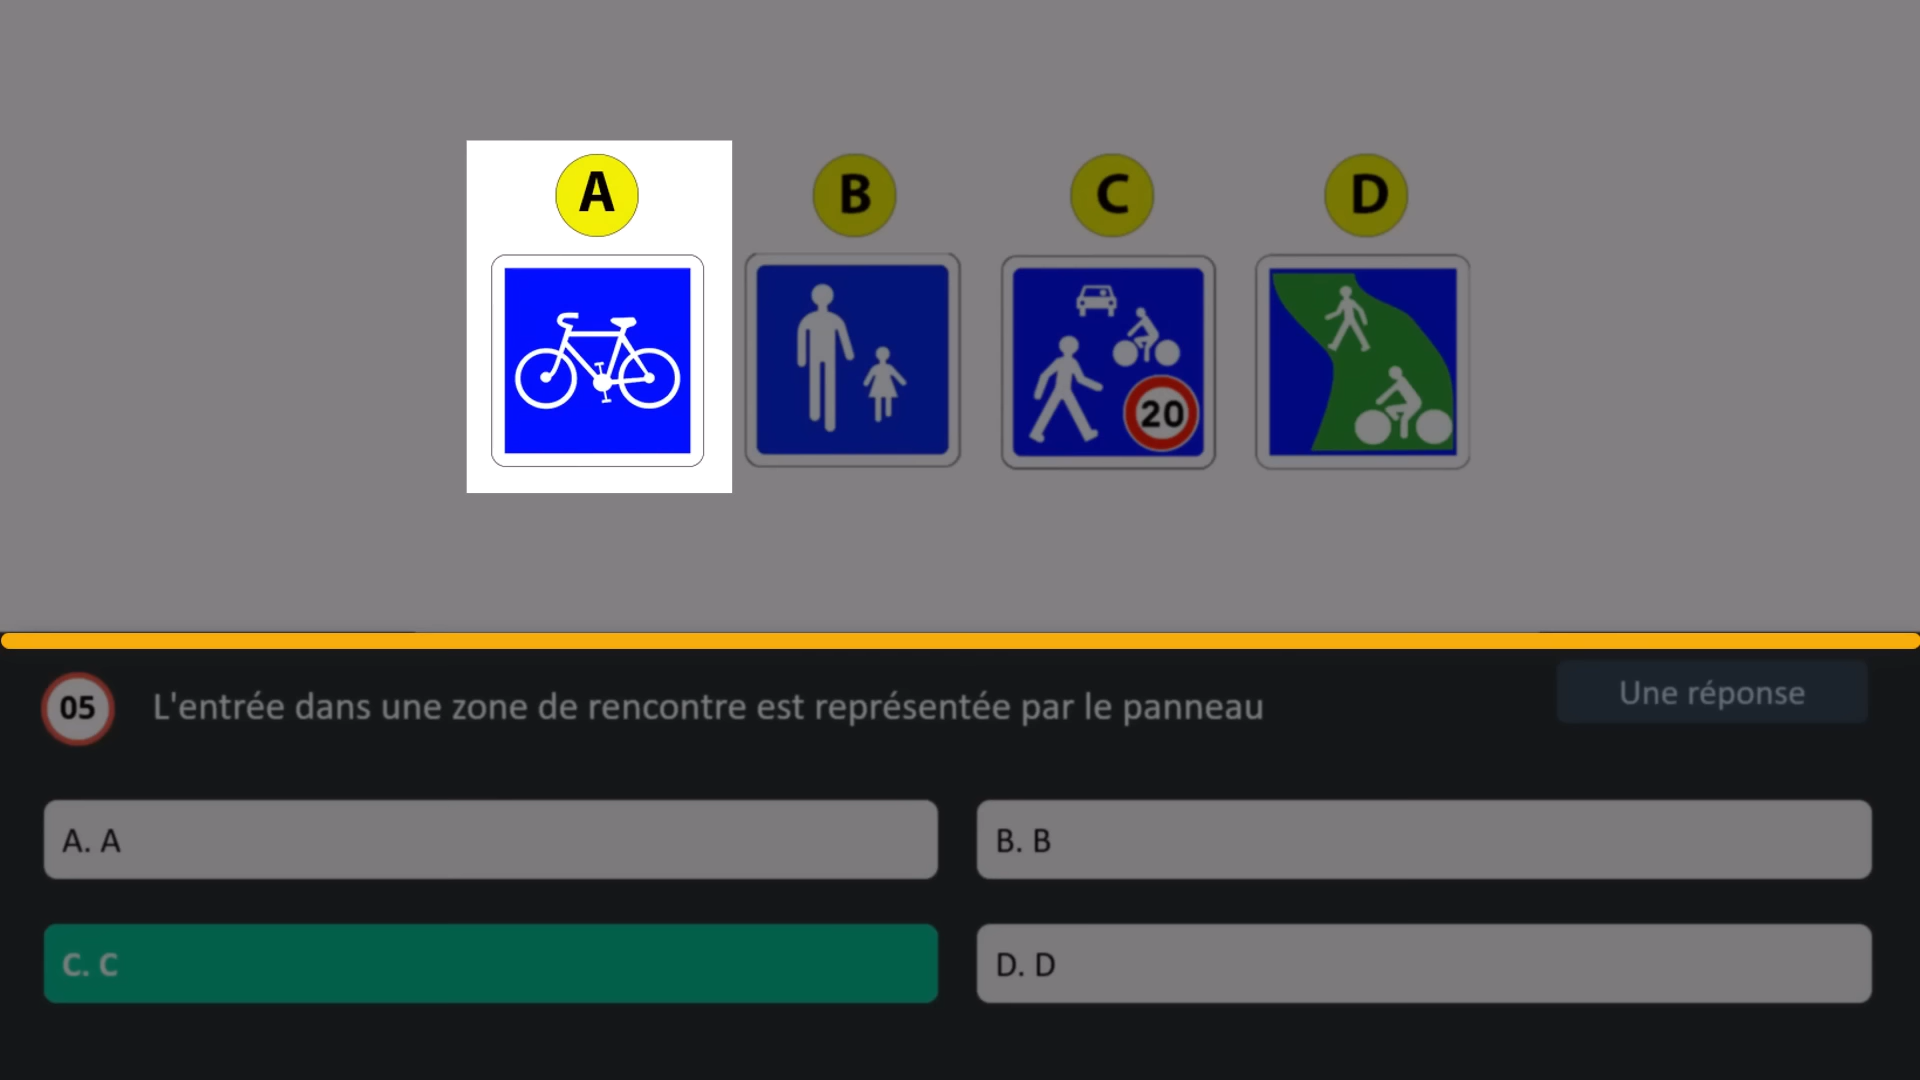 A B C D
20
05 L'entrée dans une zone de rencontre est représentée par le panneau
Une réponse
A. A
B. B
C. C
D. D